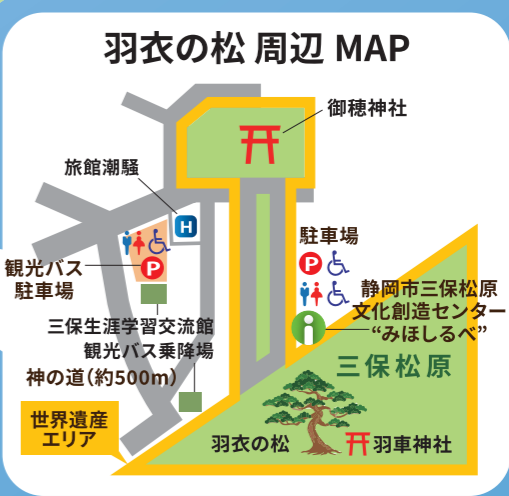 羽衣の松 周辺 MAP
御穂神社
旅館潮騒
H
駐車場
P
P
観光バス
駐車場
静岡市三保松原
文化創造センター
“みほしるべ”
i
三保生涯学習交流館
観光バス乗降場
神の道(約500m)
三保松原
世界遺産
エリア
羽衣の松
羽車神社